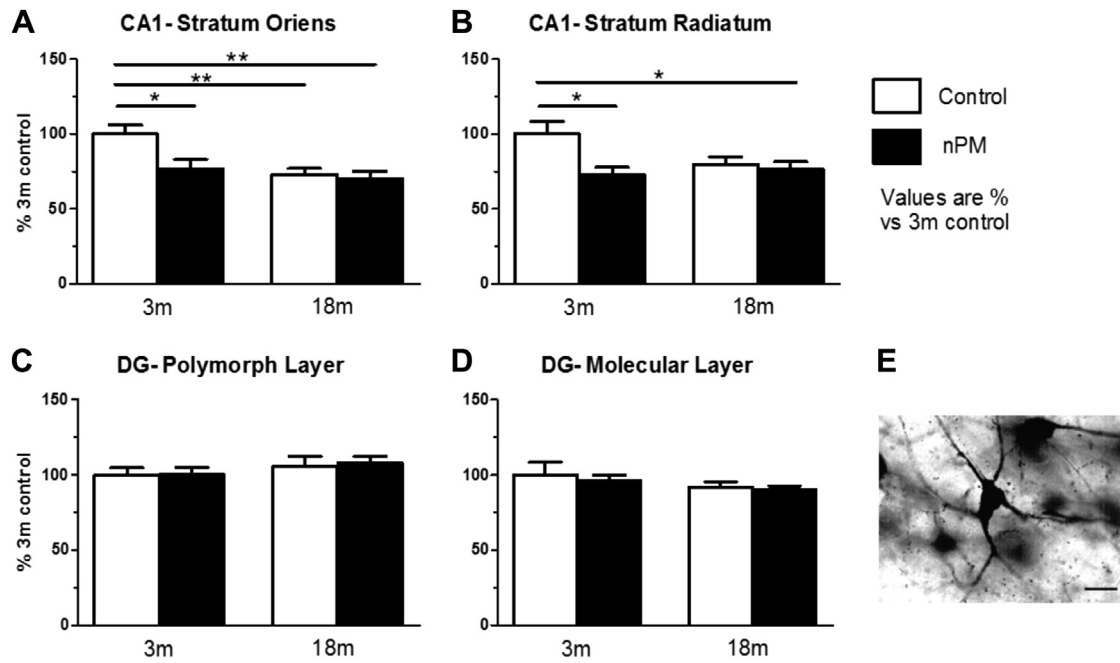 A
CA1- Stratum Oriens
150
100
50
0
% 3m control
**
**
*
3m
18m
B
CA1- Stratum Radiatum
150
100
50
0
*
*
3m
18m
Control
nPM
Values are %
vs 3m control
C
DG- Polymorph Layer
150
100
50
0
% 3m control
3m
18m
D
DG- Molecular Layer
150
100
50
0
3m
18m
E